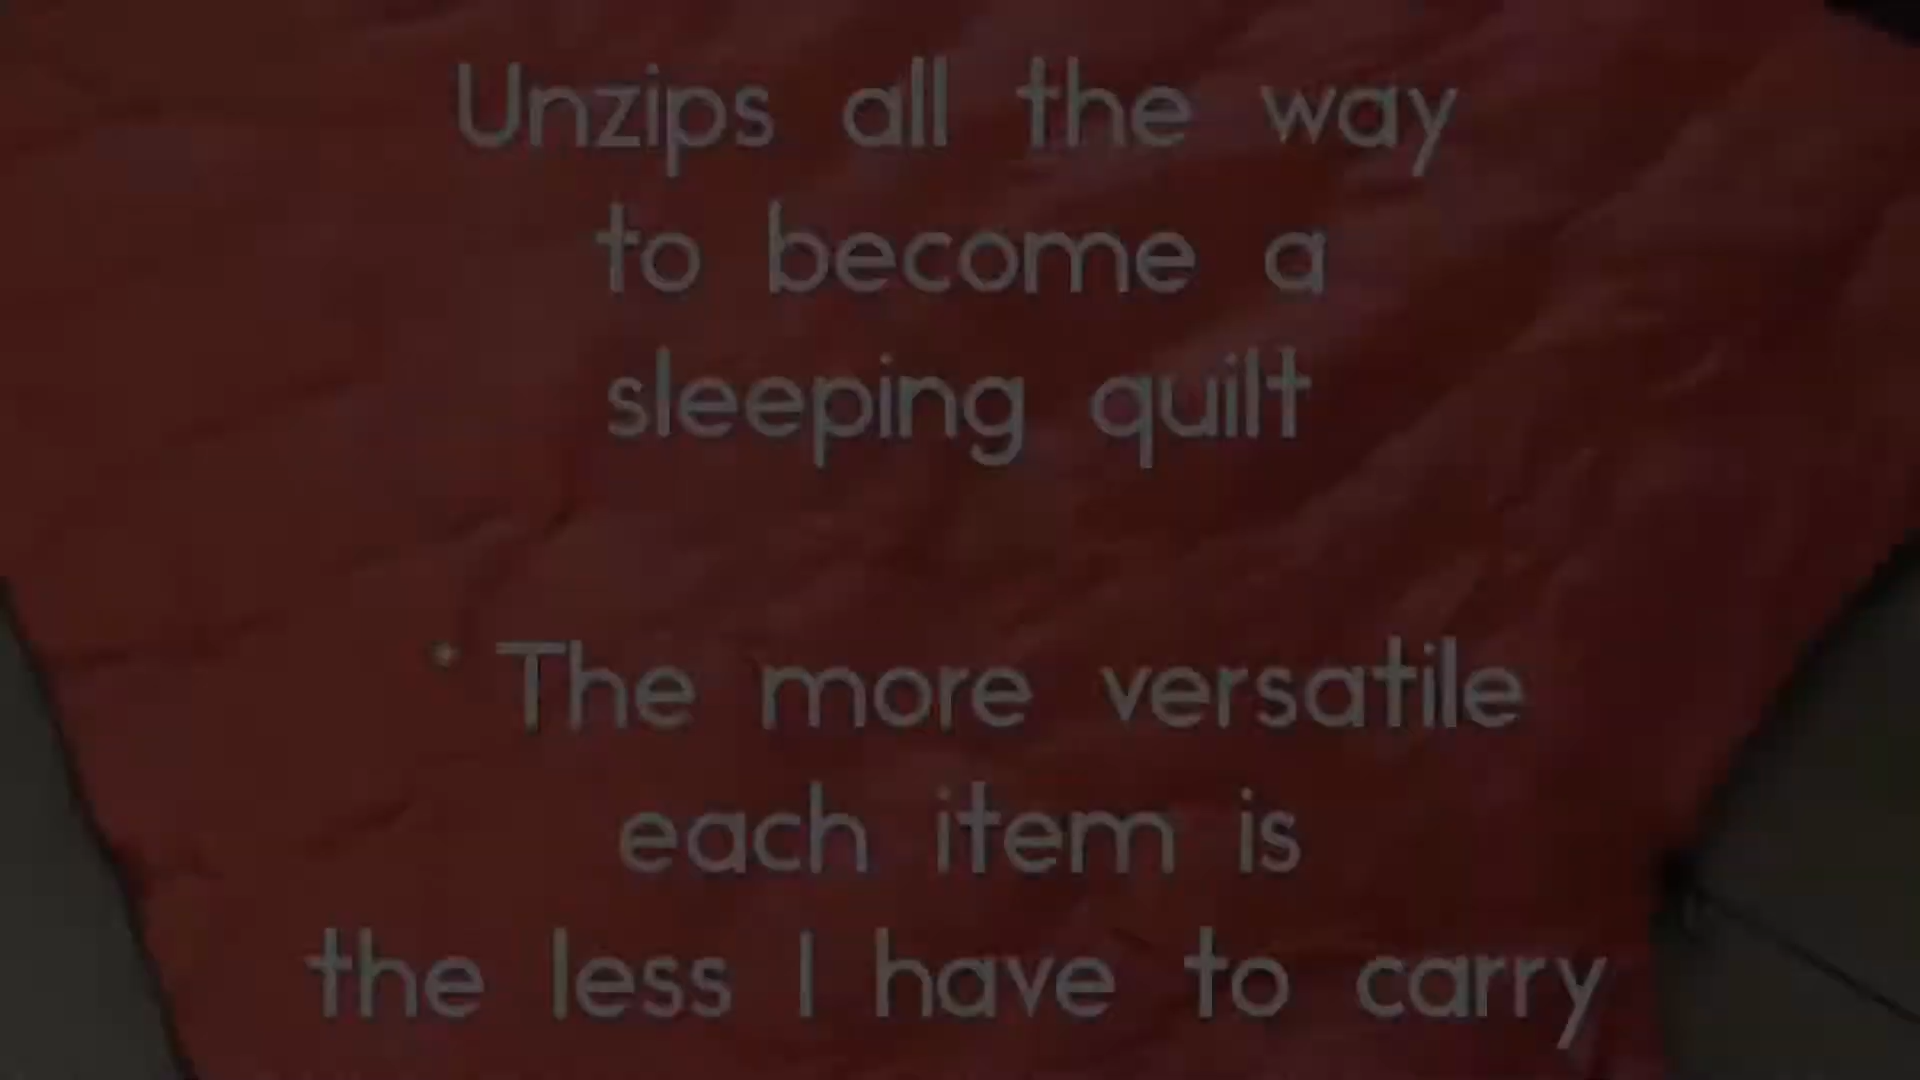 Unzips all the way
to become a
sleeping quilt
* The more versatile
each item is
the less I have to carry